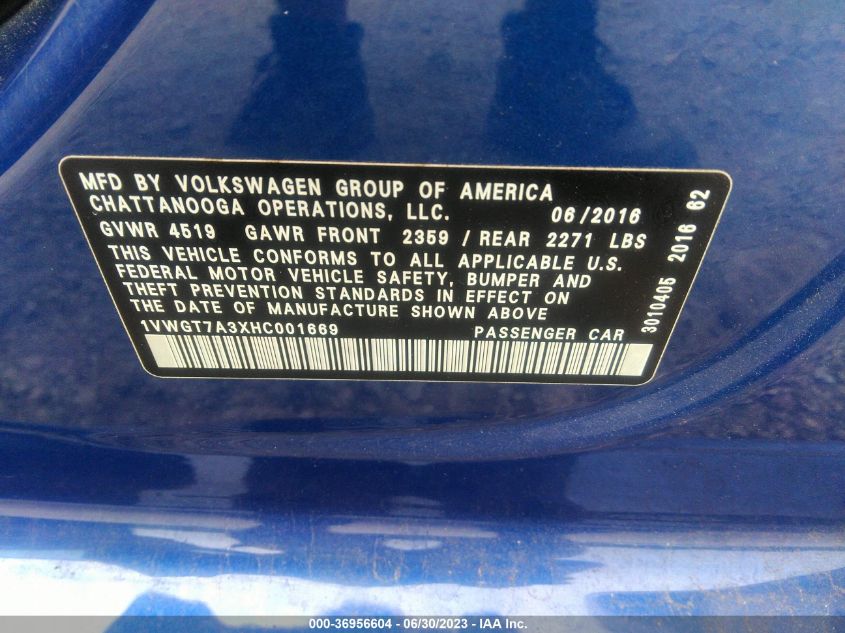 MFD BY VOLKSWAGEN GROUP OF AMERICA
CHATTANOOGA OPERATIONS, LLC. 06/2016
GVWR 4519 GAWR FRONT 2359 / REAR 2271 LBS
THIS VEHICLE CONFORMS TO ALL APPLICABLE U.S.
FEDERAL MOTOR VEHICLE SAFETY, BUMPER AND
THEFT PREVENTION STANDARDS IN EFFECT ON
THE DATE OF MANUFACTURE SHOWN ABOVE
1VWGT7A3XHC001669 PASSENGER CAR
3010405 2016 62
000-36956604 - 06/30/2023 - IAA Inc.